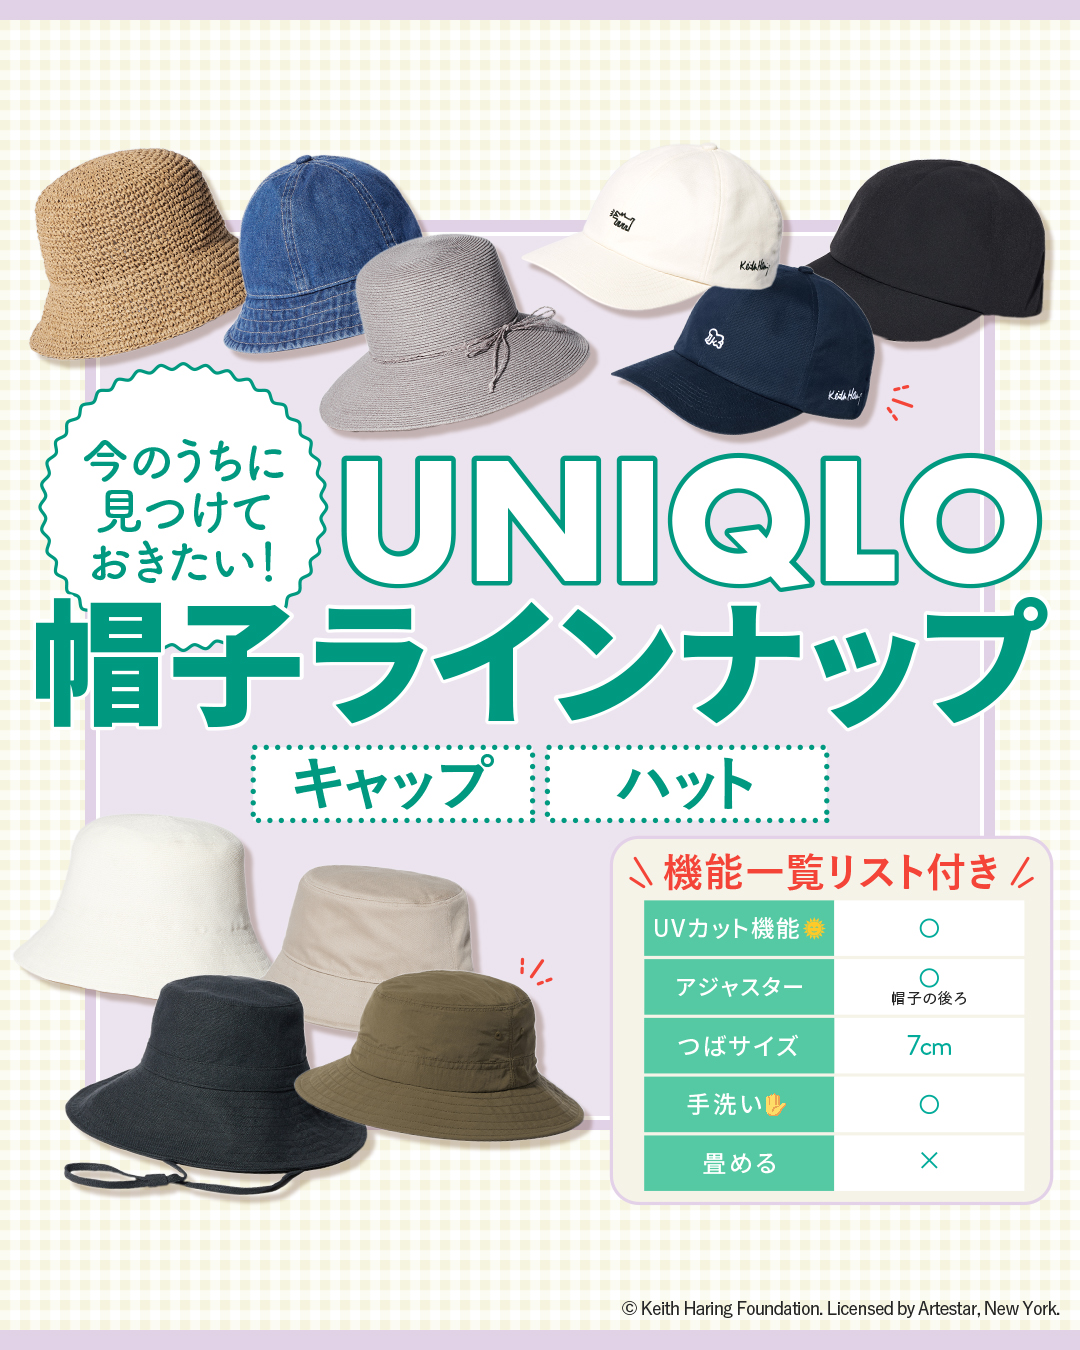 Keith Haring
Keith Haring
今のうちに
見つけて
おきたい!
UNIQLO
帽子ラインナップ
キャップ
ハット
機能一覧リスト付き
UVカット機能🌞 ○
アジャスター ○
帽子の後ろ
つばサイズ 7cm
手洗い🖐 ○
畳める ×
© Keith Haring Foundation. Licensed by Artestar, New York.